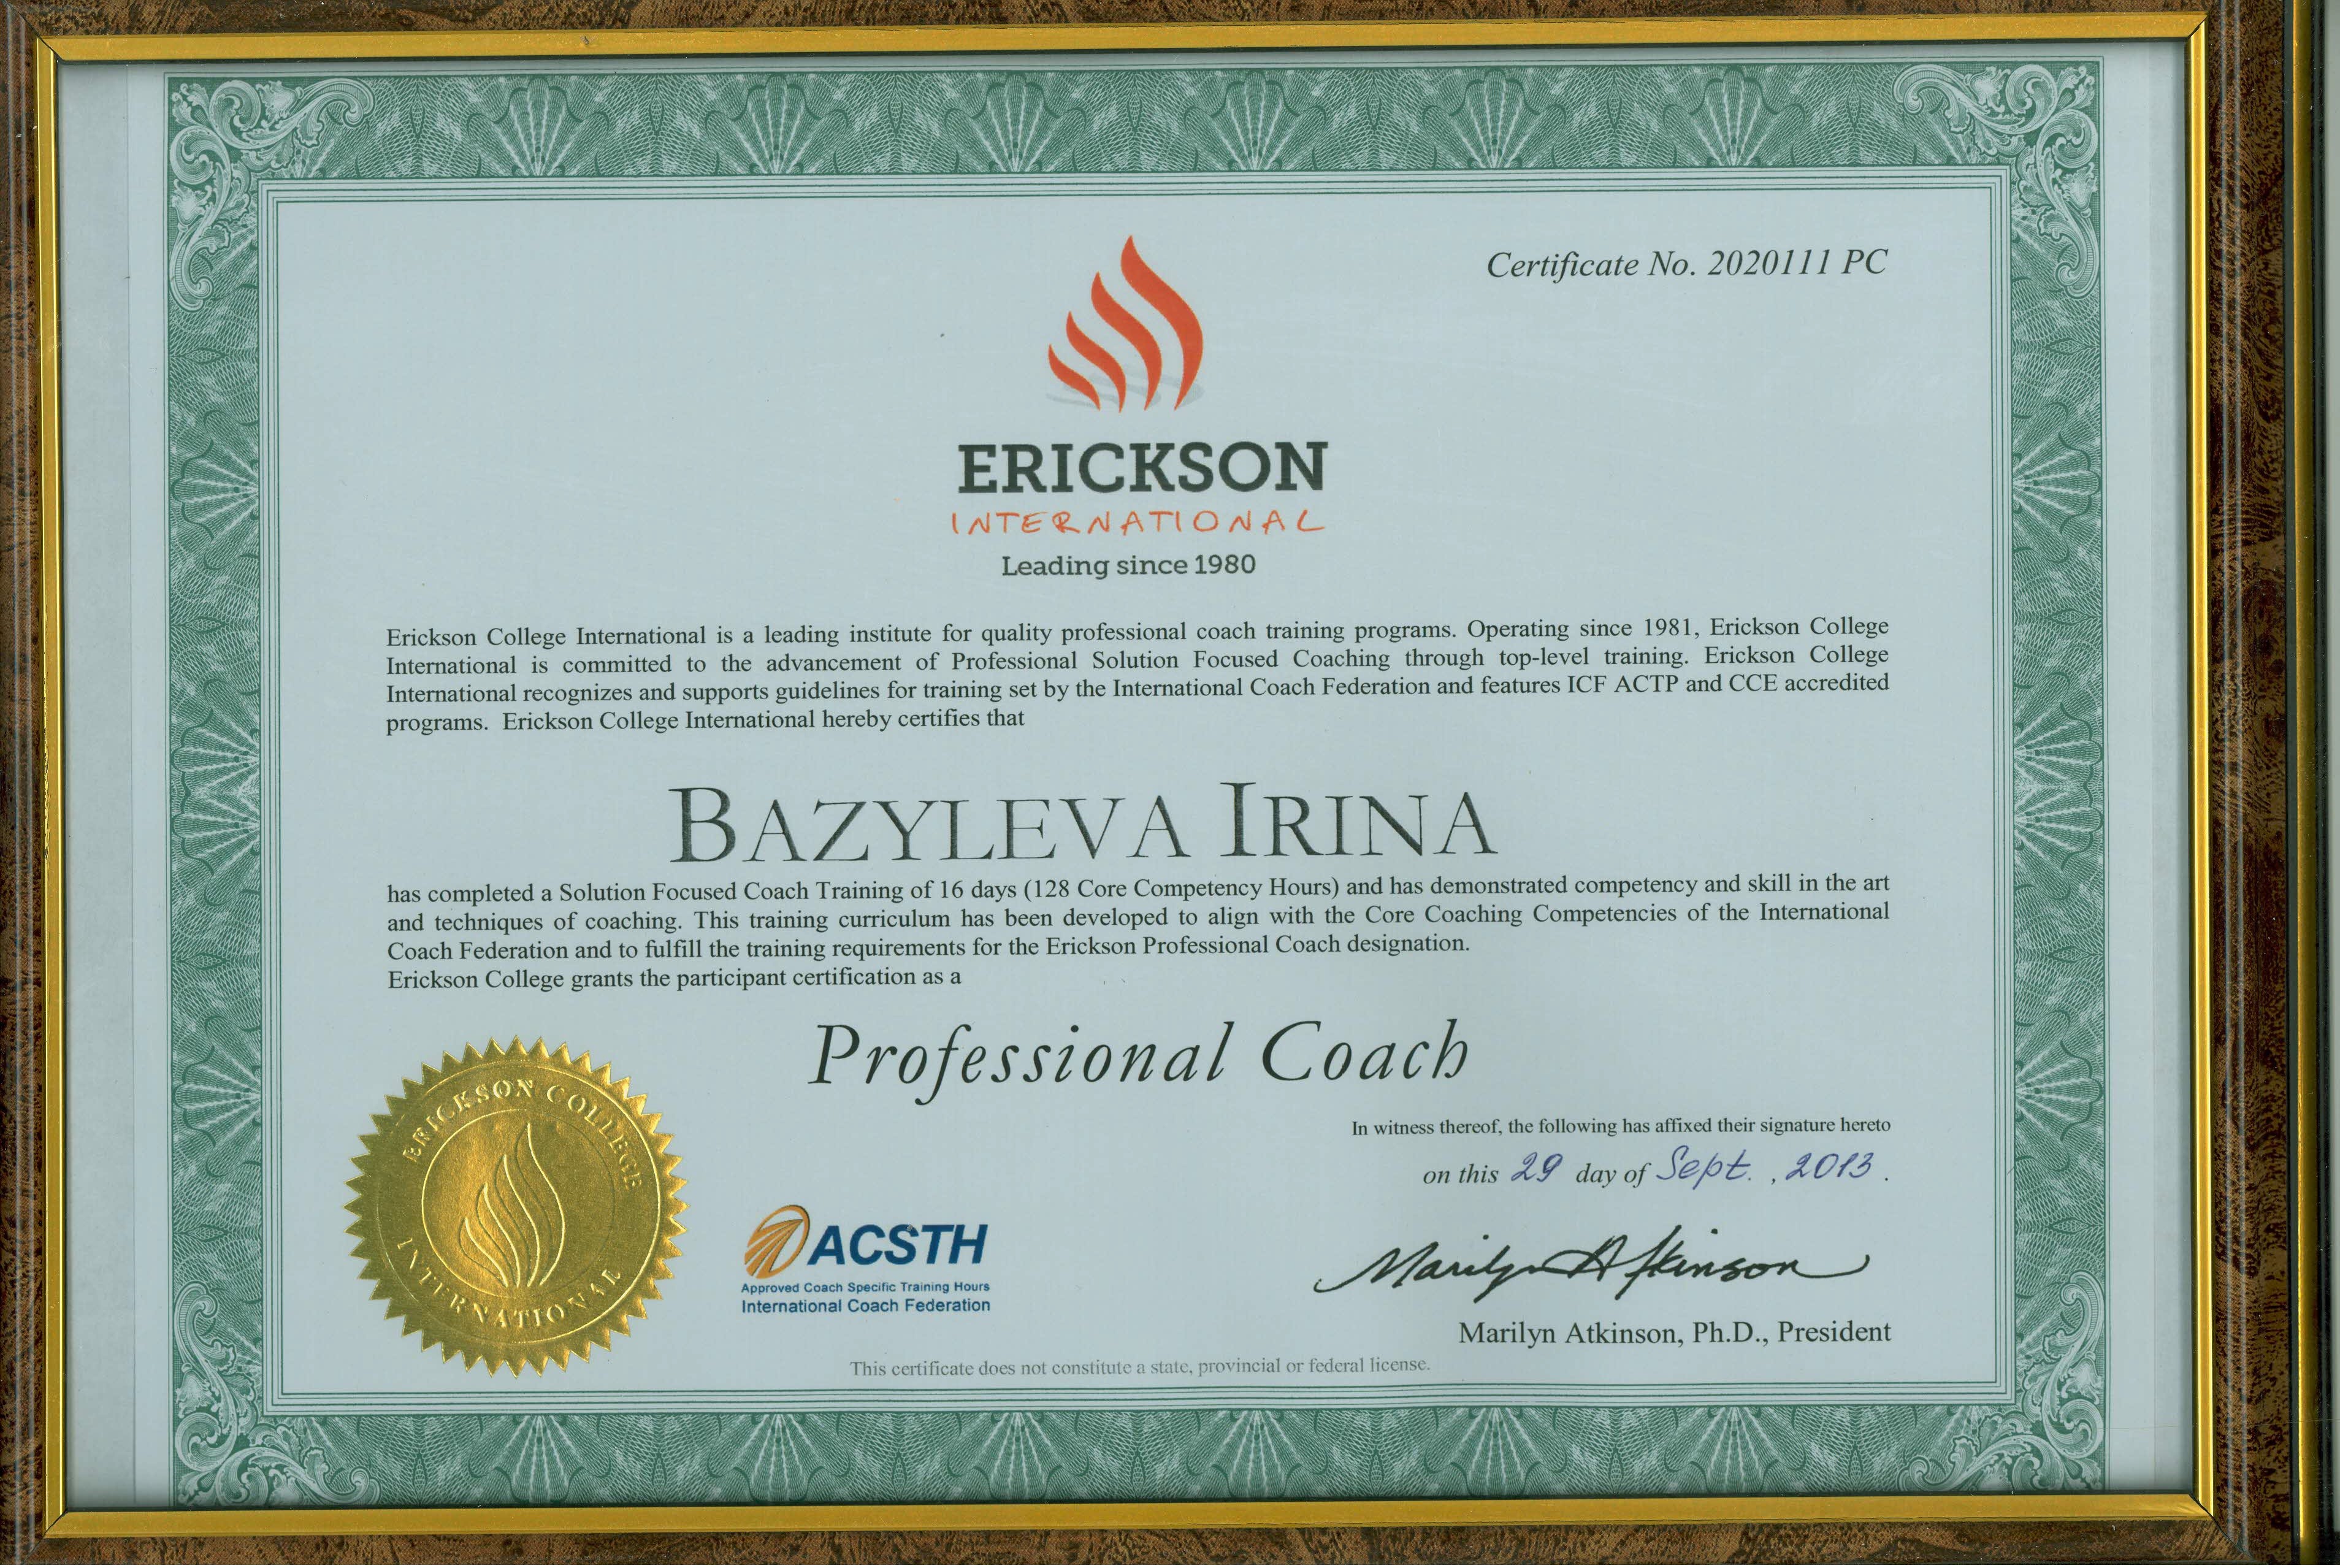 Certificate No. 2020111 PC
ERICKSON
INTERNATIONAL
Leading since 1980
Erickson College International is a leading institute for quality professional coach training programs. Operating since 1981, Erickson College
International is committed to the advancement of Professional Solution Focused Coaching through top-level training. Erickson College
International recognizes and supports guidelines for training set by the International Coach Federation and features ICF ACTP and CCE accredited
programs. Erickson College International hereby certifies that
BAZYLEVA IRINA
has completed a Solution Focused Coach Training of 16 days (128 Core Competency Hours) and has demonstrated competency and skill in the art
and techniques of coaching. This training curriculum has been developed to align with the Core Coaching Competencies of the International
Coach Federation and to fulfill the training requirements for the Erickson Professional Coach designation.
Erickson College grants the participant certification as a
Professional Coach
ERICKSON COLLEGE
INTERNATIONAL
In witness thereof, the following has affixed their signature hereto
on this 29 day of Sept. , 2013 .
ACSTH
Approved Coach Specific Training Hours
International Coach Federation
Marilyn Atkinson
Marilyn Atkinson, Ph.D., President
This certificate does not constitute a state, provincial or federal license.